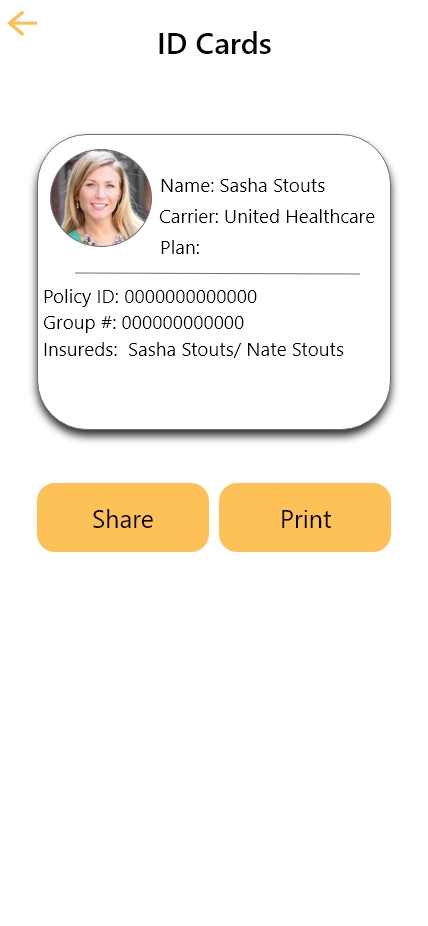 ID Cards
Name: Sasha Stouts
Carrier: United Healthcare
Plan:
Policy ID: 0000000000000
Group #: 000000000000
Insureds:  Sasha Stouts/ Nate Stouts
Share
Print